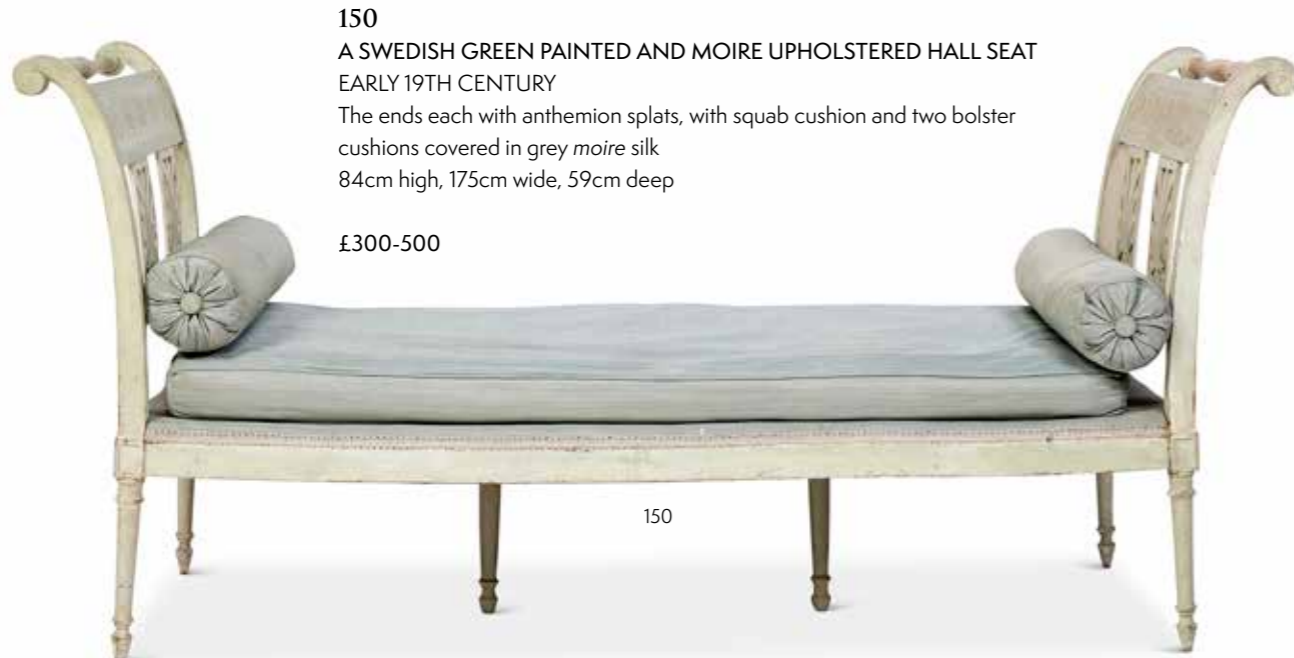 150
A SWEDISH GREEN PAINTED AND MOIRE UPHOLSTERED HALL SEAT
EARLY 19TH CENTURY
The ends each with anthemion splats, with squab cushion and two bolster
cushions covered in grey moire silk
84cm high, 175cm wide, 59cm deep
£300-500
150